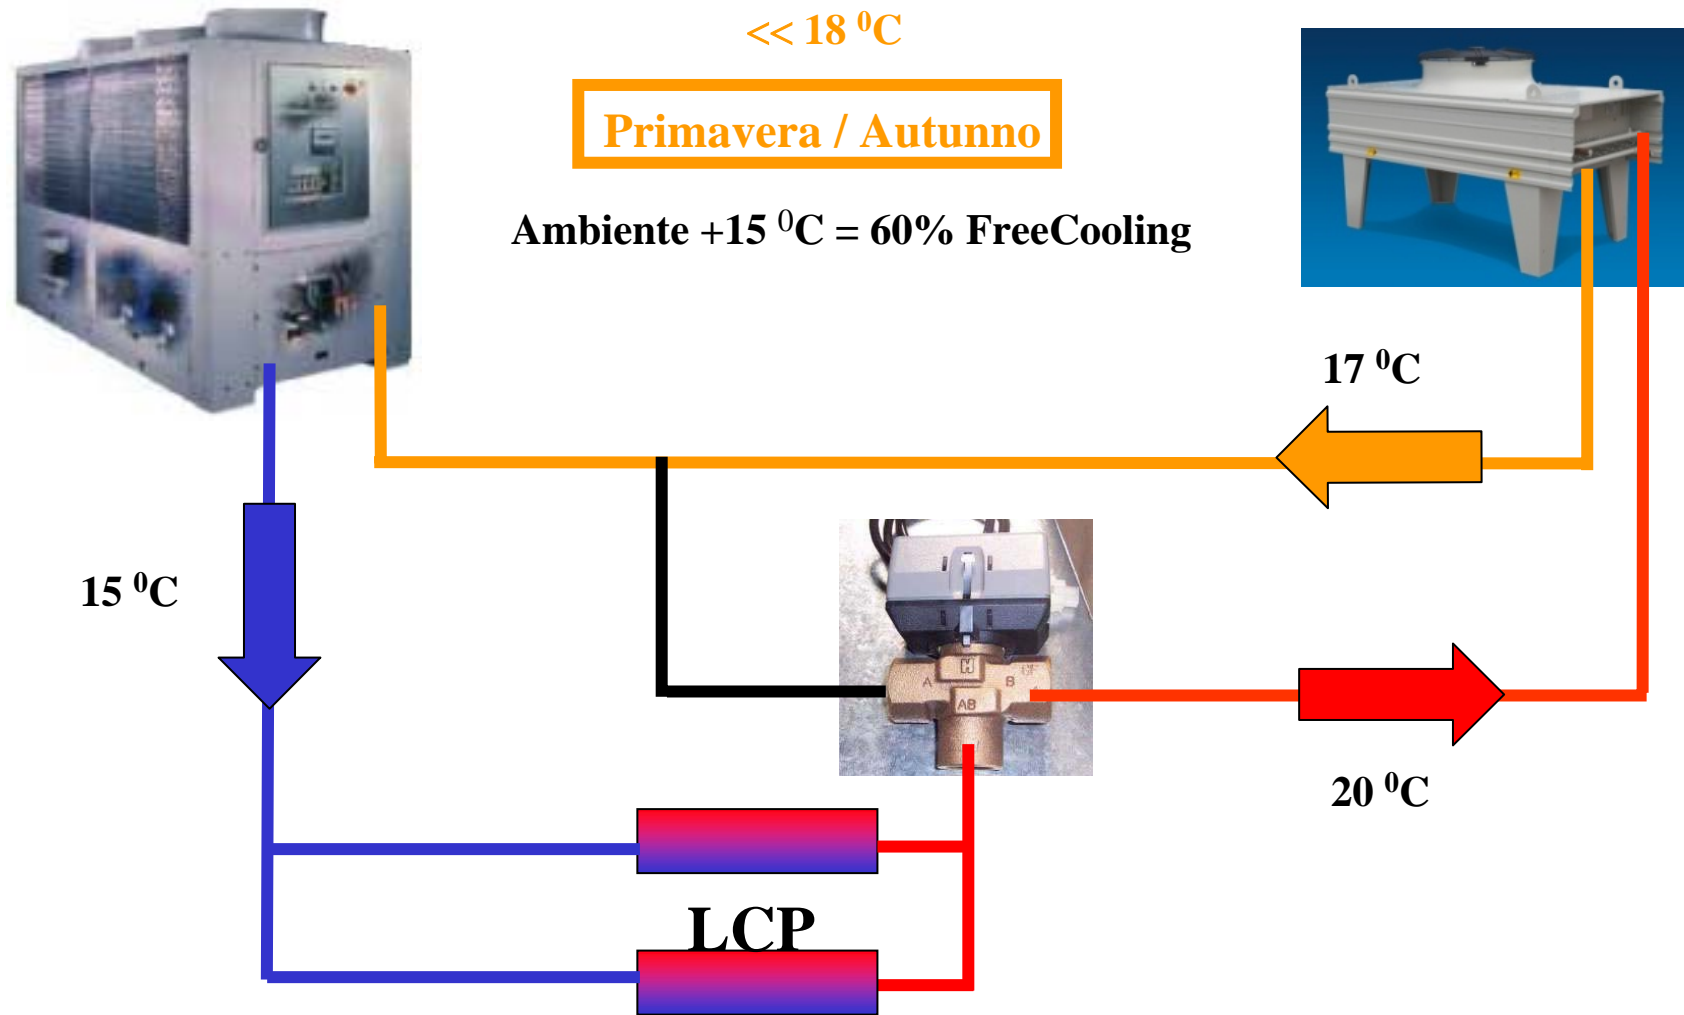 << 18 ⁰C
Primavera / Autunno
Ambiente +15 ⁰C = 60% FreeCooling
17 ⁰C
15 ⁰C
A B
AB
20 ⁰C
LCP